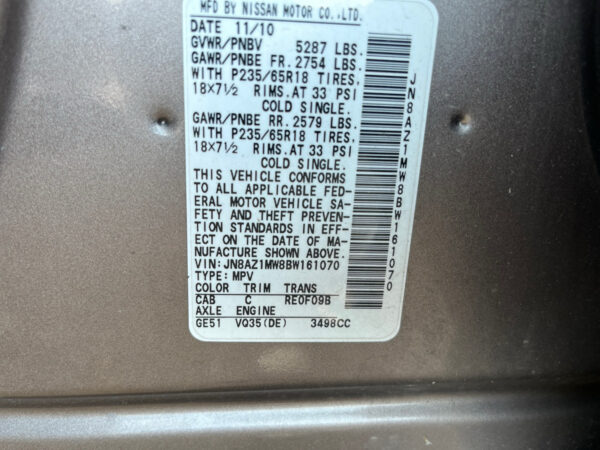 MFD BY NISSAN MOTOR CO.,LTD.
DATE 11/10
GVWR/PNBV 5287 LBS.
GAWR/PNBE FR. 2754 LBS.
WITH P235/65R18 TIRES,
18×7½ RIMS.AT 33 PSI
COLD SINGLE.
GAWR/PNBE RR. 2579 LBS.
WITH P235/65R18 TIRES,
18×7½ RIMS.AT 33 PSI
COLD SINGLE.
THIS VEHICLE CONFORMS
TO ALL APPLICABLE FED-
ERAL MOTOR VEHICLE SA-
FETY AND THEFT PREVEN-
TION STANDARDS IN EFF-
ECT ON THE DATE OF MA-
NUFACTURE SHOWN ABOVE.
VIN:JN8AZ1MW8BW161070
TYPE:MPV
COLOR TRIM TRANS
CAB C RE0F09B
AXLE ENGINE
GE51 VQ35(DE) 3498CC
JN8AZ1MW8BW161070